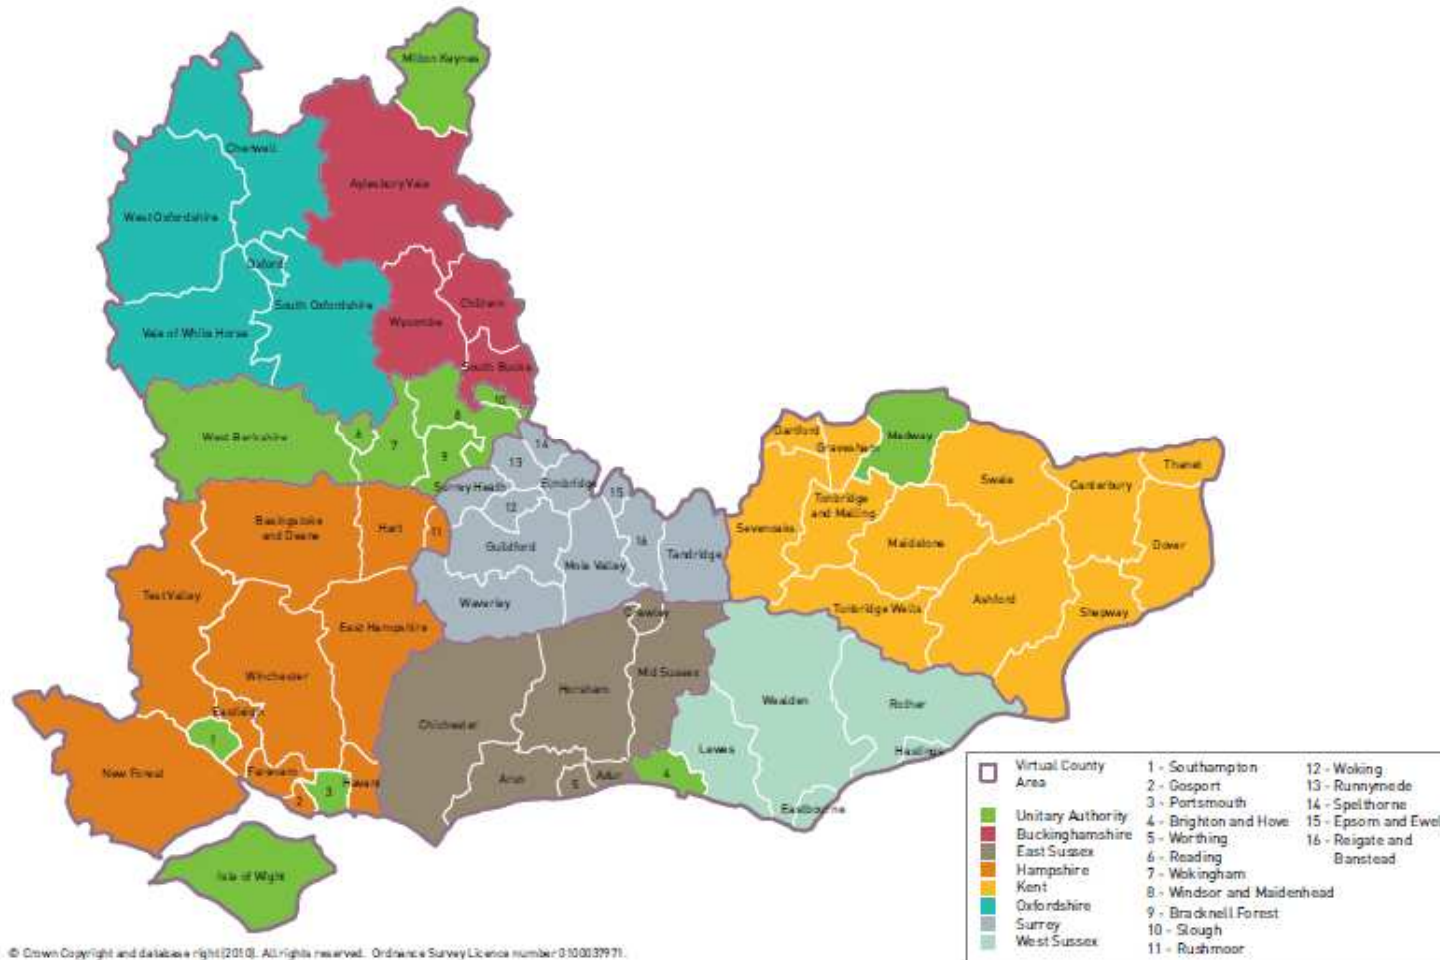 Milton Keynes
Cherwell
Aylesbury Vale
West Oxfordshire
Oxford
South Oxfordshire
Chiltern
Vale of White Horse
Wycombe
South Bucks
10
8
West Berkshire
6
7
9
14
13
Surrey Heath
Elmbridge
15
12
Dartford
Gravesham
Medway
Thanet
Swale
Canterbury
Tonbridge
and Malling
Sevenoaks
Basingstoke
and Deane
Hart
11
Guildford
16
Mole Valley
Tandridge
Maidstone
Dover
Test Valley
Waverley
Crawley
Tunbridge Wells
Ashford
Shepway
East Hampshire
Winchester
Mid Sussex
Horsham
Wealden
Rother
Eastleigh
1
Chichester
Lewes
Hastings
New Forest
Fareham
Havant
2
3
Arun
5
Adur
4
Eastbourne
Isle of Wight
Virtual County
Area
Unitary Authority
Buckinghamshire
East Sussex
Hampshire
Kent
Oxfordshire
Surrey
West Sussex
1 - Southampton
2 - Gosport
3 - Portsmouth
4 - Brighton and Hove
5 - Worthing
6 - Reading
7 - Wokingham
8 - Windsor and Maidenhead
9 - Bracknell Forest
10 - Slough
11 - Rushmoor
12 - Woking
13 - Runnymede
14 - Spelthorne
15 - Epsom and Ewel
16 - Reigate and
Banstead
© Crown Copyright and database right (2010). All rights reserved. Ordnance Survey Licence number 0100037971.